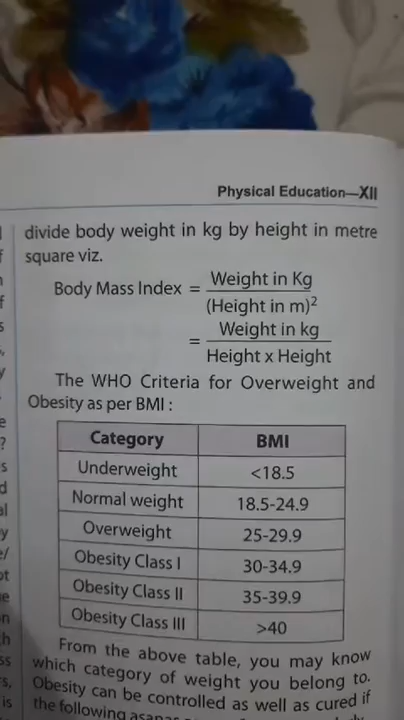 Physical Education—XII
divide body weight in kg by height in metre
square viz.
Body Mass Index = Weight in Kg
(Height in m)²
= Weight in kg
Height x Height
The WHO Criteria for Overweight and
Obesity as per BMI :
Category BMI
Underweight <18.5
Normal weight 18.5-24.9
Overweight 25-29.9
Obesity Class I 30-34.9
Obesity Class II 35-39.9
Obesity Class III >40
From the above table, you may know
which category of weight you belong to.
Obesity can be controlled as well as cured if
the following